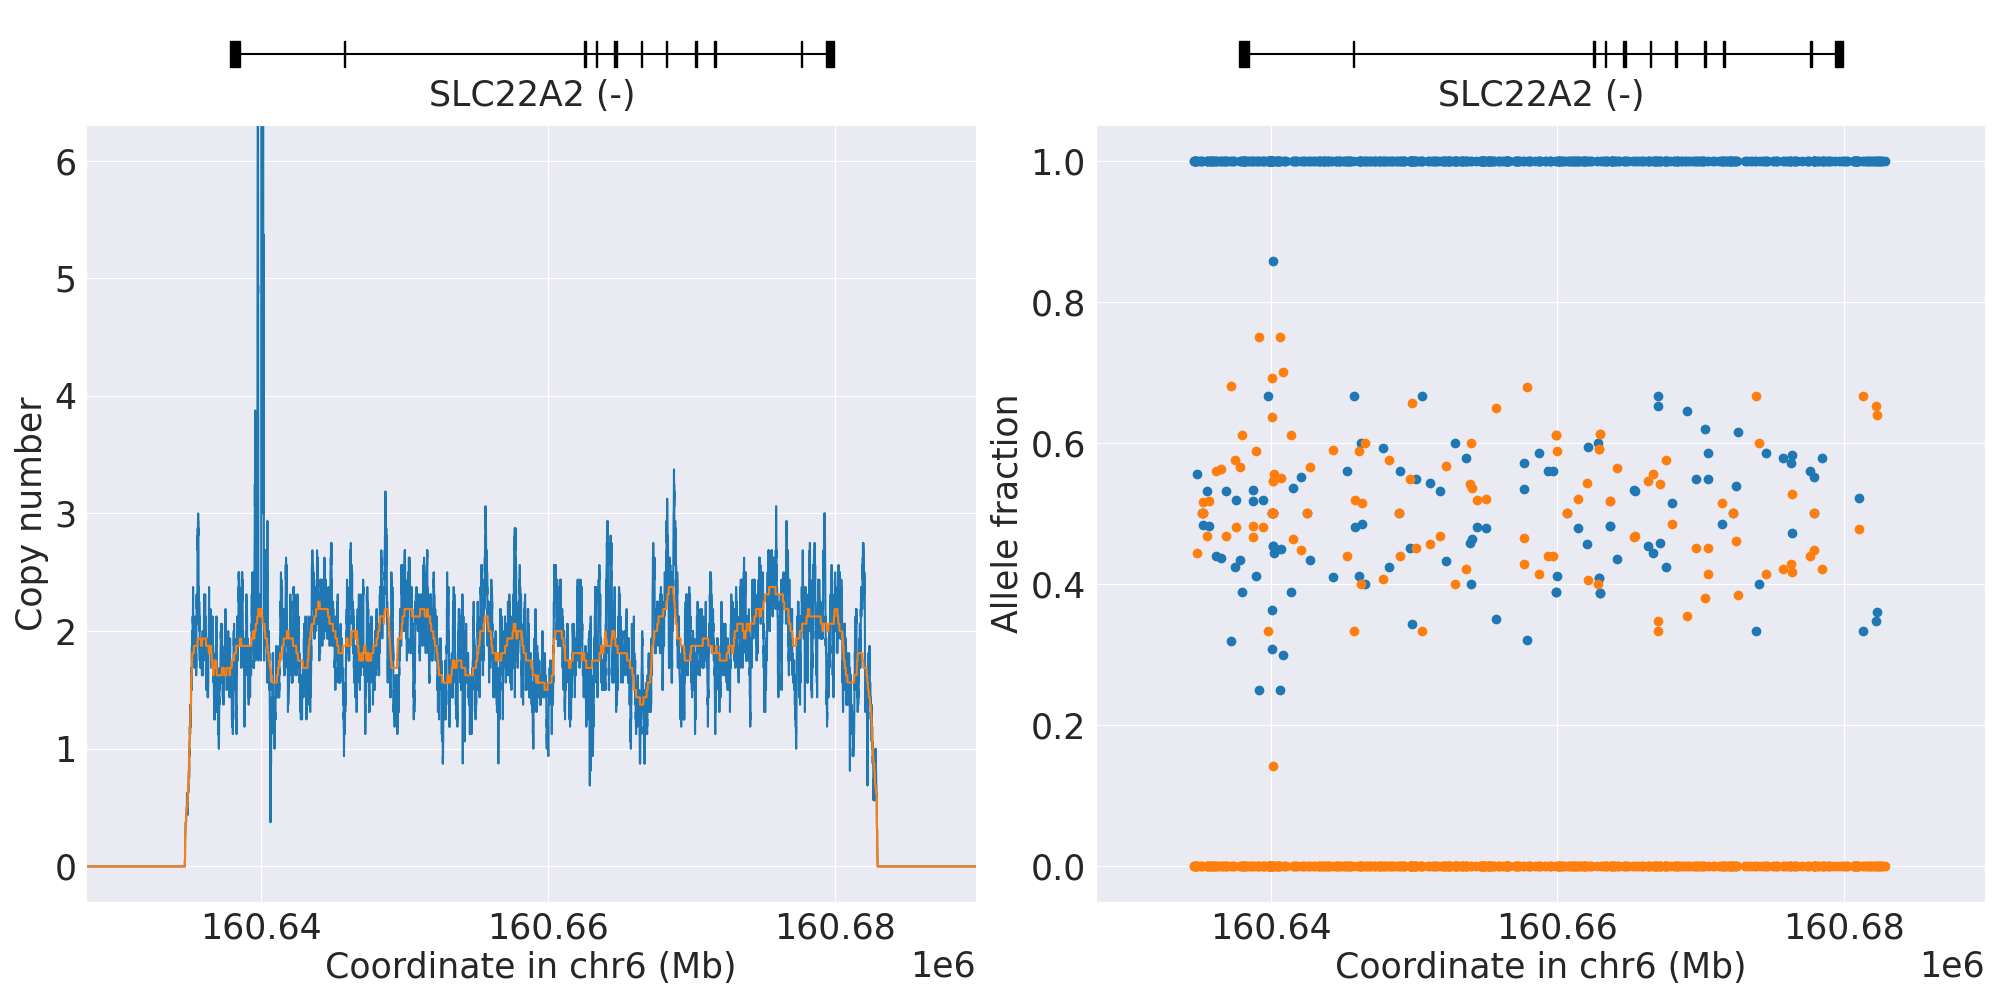 SLC22A2 (-)
6
5
4
3
2
1
0
Copy number
160.64
160.66
160.68
Coordinate in chr6 (Mb)
1e6
SLC22A2 (-)
1.0
0.8
0.6
0.4
0.2
0.0
Allele fraction
160.64
160.66
160.68
Coordinate in chr6 (Mb)
1e6